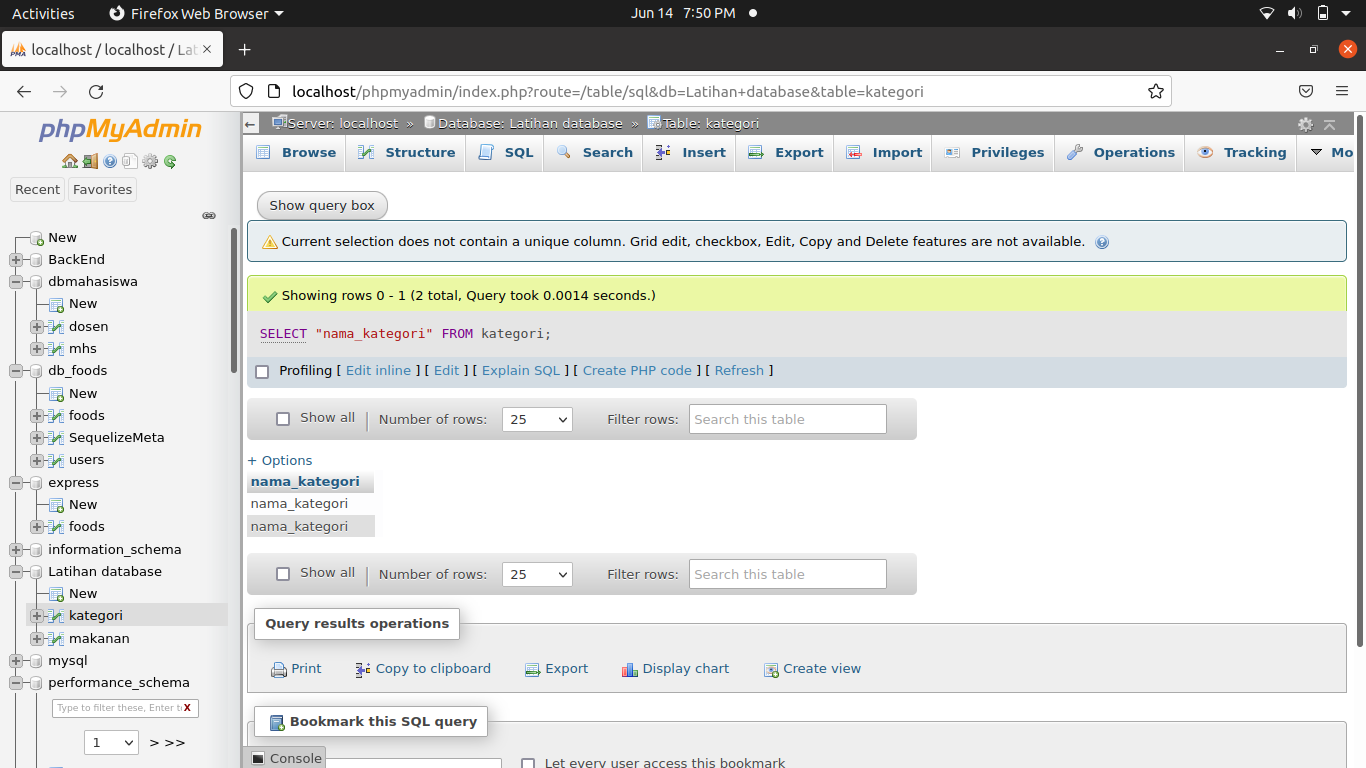 Activities Firefox Web Browser Jun 14 7:50 PM
localhost / localhost / Lat
localhost/phpmyadmin/index.php?route=/table/sql&db=Latihan+database&table=kategori
phpMyAdmin
Recent Favorites
New
BackEnd
dbmahasiswa
New
dosen
mhs
db_foods
New
foods
SequelizeMeta
users
express
New
foods
information_schema
Latihan database
New
kategori
makanan
mysql
performance_schema
Type to filter these, Enter t X
1 > >>
Server: localhost » Database: Latihan database » Table: kategori
Browse Structure SQL Search Insert Export Import Privileges Operations Tracking Mo
Show query box
Current selection does not contain a unique column. Grid edit, checkbox, Edit, Copy and Delete features are not available.
Showing rows 0 - 1 (2 total, Query took 0.0014 seconds.)
SELECT "nama_kategori" FROM kategori;
Profiling [ Edit inline ] [ Edit ] [ Explain SQL ] [ Create PHP code ] [ Refresh ]
Show all | Number of rows: 25 Filter rows: Search this table
+ Options
nama_kategori
nama_kategori
nama_kategori
Show all | Number of rows: 25 Filter rows: Search this table
Query results operations
Print Copy to clipboard Export Display chart Create view
Bookmark this SQL query
Console
Let every user access this bookmark